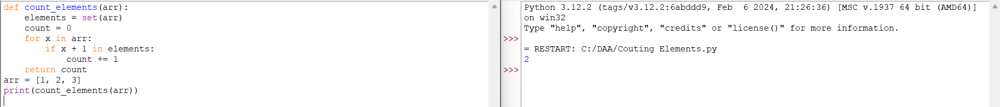 def count_elements(arr):
    elements = set(arr)
    count = 0
    for x in arr:
        if x + 1 in elements:
            count += 1
    return count
arr = [1, 2, 3]
print(count_elements(arr))
Python 3.12.2 (tags/v3.12.2:6abddd9, Feb  6 2024, 21:26:36) [MSC v.1937 64 bit (AMD64)]
on win32
Type "help", "copyright", "credits" or "license()" for more information.
>>>
= RESTART: C:/DAA/Couting Elements.py
2
>>>